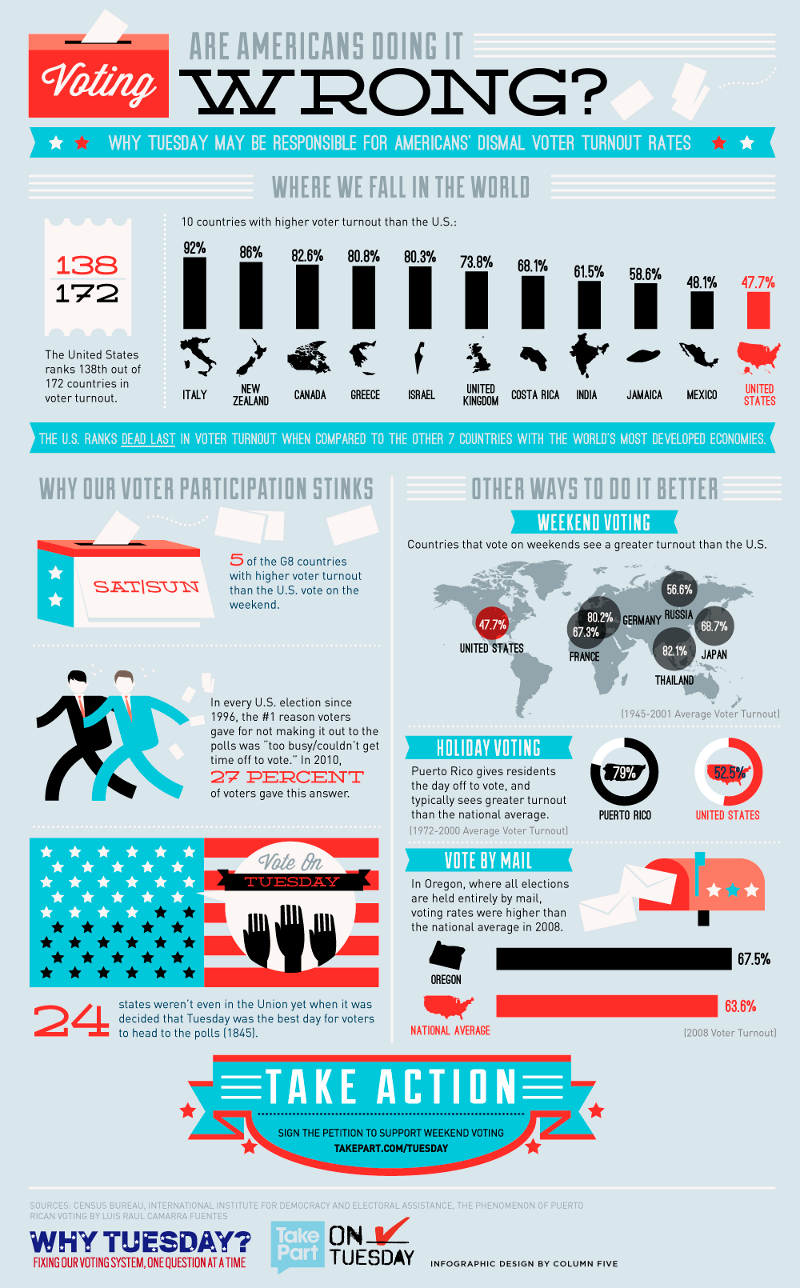 Voting
ARE AMERICANS DOING IT
WRONG?
WHY TUESDAY MAY BE RESPONSIBLE FOR AMERICANS' DISMAL VOTER TURNOUT RATES
WHERE WE FALL IN THE WORLD
138
172
The United States
ranks 138th out of
172 countries in
voter turnout.
10 countries with higher voter turnout than the U.S.:
92% 86% 82.6% 80.8% 80.3% 73.8% 68.1% 61.5% 58.6% 48.1% 47.7%
ITALY NEW ZEALAND CANADA GREECE ISRAEL UNITED KINGDOM COSTA RICA INDIA JAMAICA MEXICO UNITED STATES
THE U.S. RANKS DEAD LAST IN VOTER TURNOUT WHEN COMPARED TO THE OTHER 7 COUNTRIES WITH THE WORLD'S MOST DEVELOPED ECONOMIES.
WHY OUR VOTER PARTICIPATION STINKS
SAT/SUN
5 of the G8 countries
with higher voter turnout
than the U.S. vote on the
weekend.
In every U.S. election since
1996, the #1 reason voters
gave for not making it out to the
polls was "too busy/couldn't get
time off to vote." In 2010,
27 PERCENT
of voters gave this answer.
Vote On
TUESDAY
24
states weren't even in the Union yet when it was
decided that Tuesday was the best day for voters
to head to the polls (1845).
OTHER WAYS TO DO IT BETTER
WEEKEND VOTING
Countries that vote on weekends see a greater turnout than the U.S.
47.7%
UNITED STATES
80.2%
GERMANY
67.3%
FRANCE
56.6%
RUSSIA
68.7%
JAPAN
82.1%
THAILAND
(1945-2001 Average Voter Turnout)
HOLIDAY VOTING
Puerto Rico gives residents
the day off to vote, and
typically sees greater turnout
than the national average.
(1972-2000 Average Voter Turnout)
79%
PUERTO RICO
52.5%
UNITED STATES
VOTE BY MAIL
In Oregon, where all elections
are held entirely by mail,
voting rates were higher than
the national average in 2008.
OREGON
67.5%
NATIONAL AVERAGE
63.6%
(2008 Voter Turnout)
TAKE ACTION
SIGN THE PETITION TO SUPPORT WEEKEND VOTING
TAKEPART.COM/TUESDAY
SOURCES: CENSUS BUREAU, INTERNATIONAL INSTITUTE FOR DEMOCRACY AND ELECTORAL ASSISTANCE, THE PHENOMENON OF PUERTO
RICAN VOTING BY LUIS RAUL CAMARRA FUENTES
WHY TUESDAY?
FIXING OUR VOTING SYSTEM, ONE QUESTION AT A TIME
Take
Part
ON
TUESDAY
INFOGRAPHIC DESIGN BY COLUMN FIVE